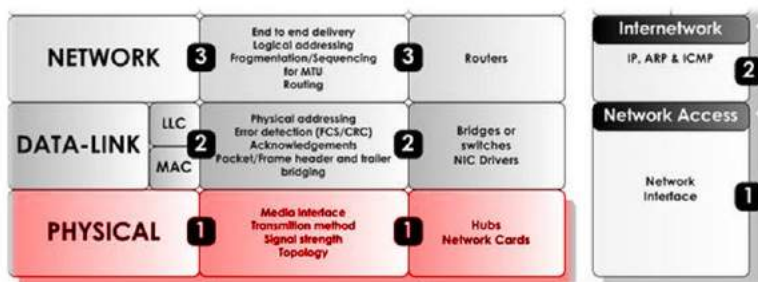 NETWORK
3
End to end delivery
Logical addressing
Fragmentation/Sequencing
for MTU
Routing
3
Routers
DATA-LINK
LLC
MAC
2
Physical addressing
Error detection (FCS/CRC)
Acknowledgements
Packet/Frame header and trailer
bridging
2
Bridges or
switches
NIC Drivers
PHYSICAL
1
Media interface
Transmition method
Signal strength
Topology
1
Hubs
Network Cards
Internetwork
IP, ARP & ICMP
2
Network Access
Network
Interface
1